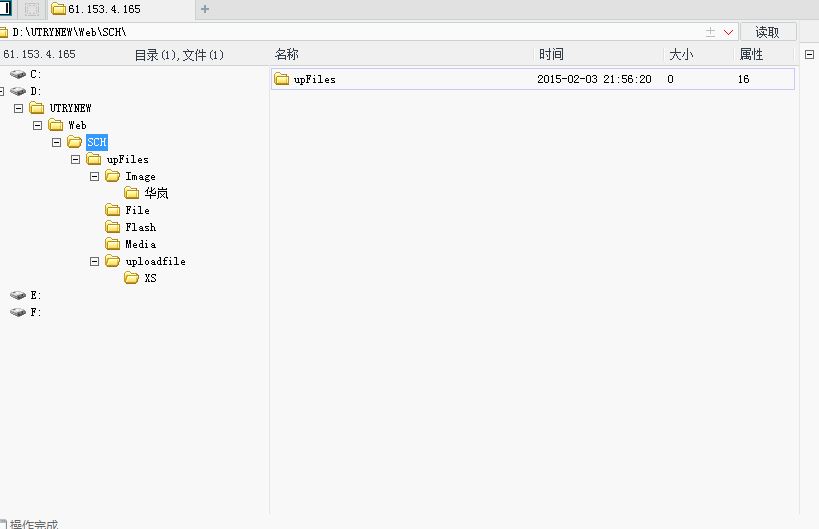 61.153.4.165
D:\UTRYNEW\Web\SCH\ 读取
61.153.4.165 目录(1),文件(1) 名称 时间 大小 属性
C:
D:
UTRYNEW
Web
SCH
upFiles
Image
华岚
File
Flash
Media
uploadfile
XS
E:
F:
upFiles 2015-02-03 21:56:20 0 16
操作完成